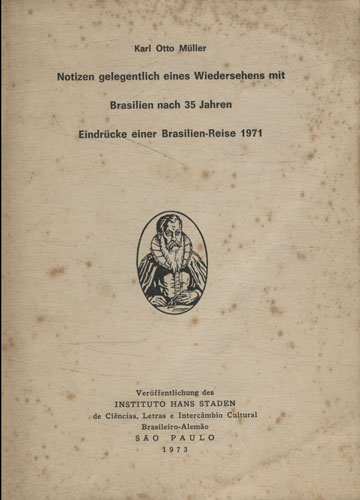 Karl Otto Müller
Notizen gelegentlich eines Wiedersehens mit
Brasilien nach 35 Jahren
Eindrücke einer Brasilien-Reise 1971
Veröffentlichung des
INSTITUTO HANS STADEN
de Ciências, Letras e Intercâmbio Cultural
Brasileiro-Alemão
SÃO PAULO
1973